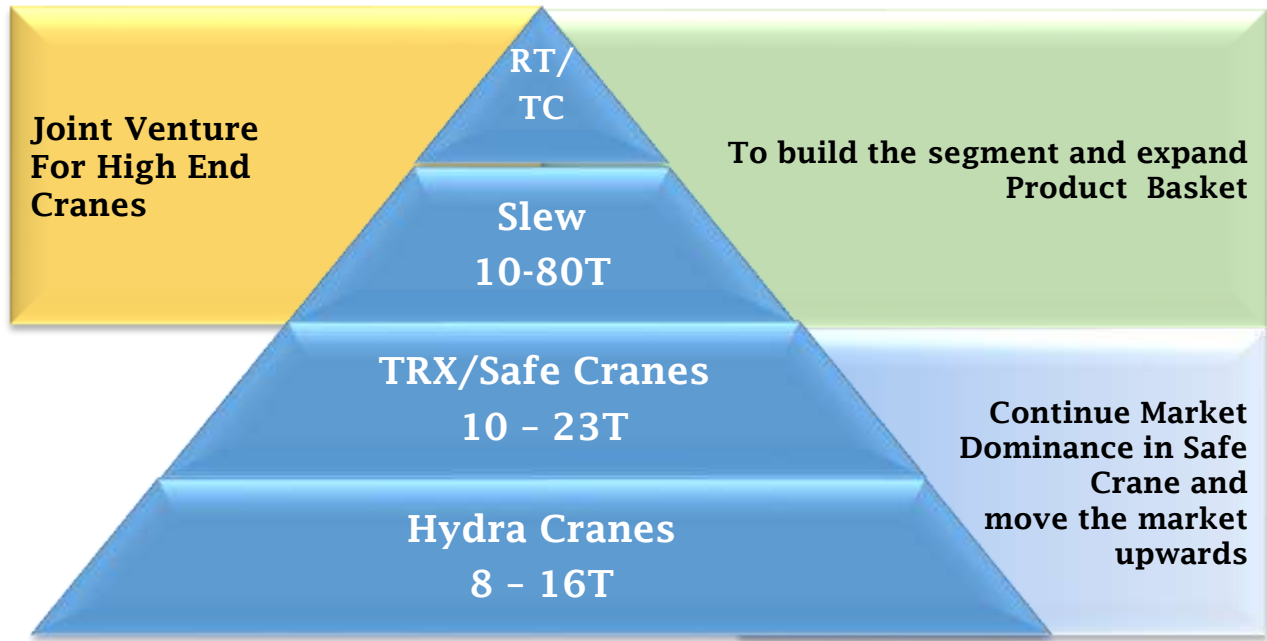 RT/
TC
Joint Venture
For High End
Cranes
To build the segment and expand
Product Basket
Slew
10-80T
TRX/Safe Cranes
10 – 23T
Continue Market
Dominance in Safe
Crane and
move the market
upwards
Hydra Cranes
8 – 16T